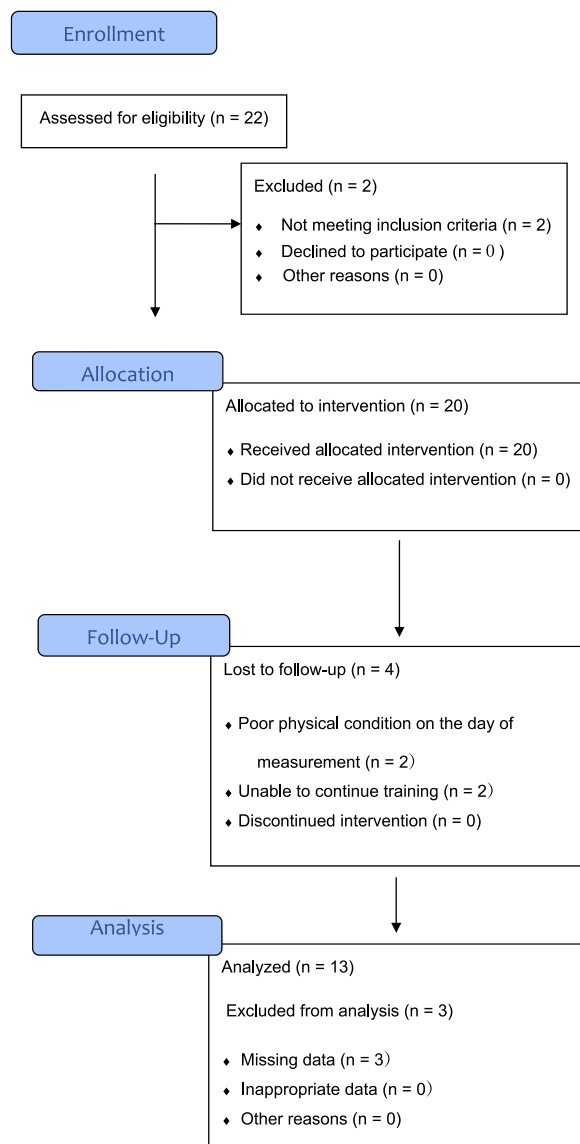 Enrollment
Assessed for eligibility (n = 22)
Excluded (n = 2)
♦ Not meeting inclusion criteria (n = 2)
♦ Declined to participate (n = 0 )
♦ Other reasons (n = 0)
Allocation
Allocated to intervention (n = 20)
♦ Received allocated intervention (n = 20)
♦ Did not receive allocated intervention (n = 0)
Follow-Up
Lost to follow-up (n = 4)
♦ Poor physical condition on the day of
measurement (n = 2）
♦ Unable to continue training (n = 2）
♦ Discontinued intervention (n = 0)
Analysis
Analyzed (n = 13)
Excluded from analysis (n = 3)
♦ Missing data (n = 3）
♦ Inappropriate data (n = 0）
♦ Other reasons (n = 0)